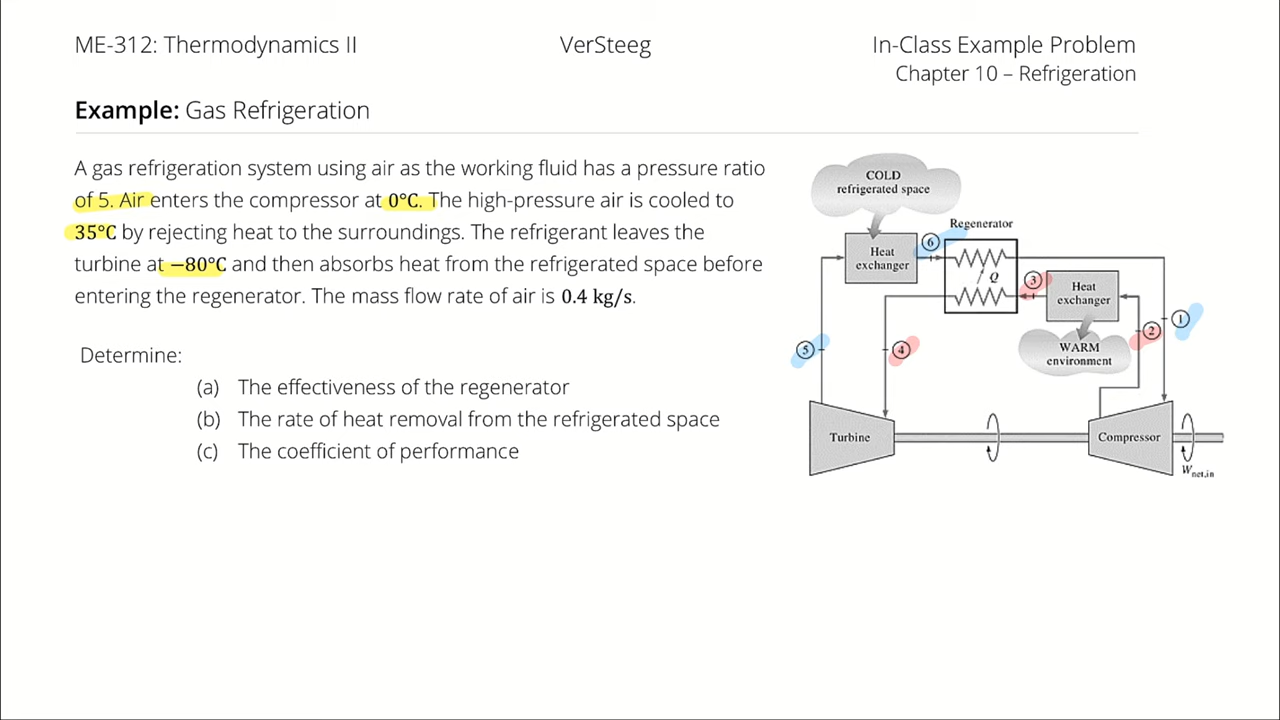 ME-312: Thermodynamics II
VerSteeg
In-Class Example Problem
Chapter 10 – Refrigeration
Example: Gas Refrigeration
A gas refrigeration system using air as the working fluid has a pressure ratio
of 5. Air enters the compressor at 0°C. The high-pressure air is cooled to
35°C by rejecting heat to the surroundings. The refrigerant leaves the
turbine at −80°C and then absorbs heat from the refrigerated space before
entering the regenerator. The mass flow rate of air is 0.4 kg/s.
Determine:
(a) The effectiveness of the regenerator
(b) The rate of heat removal from the refrigerated space
(c) The coefficient of performance
COLD
refrigerated space
Regenerator
6
Heat
exchanger
Q
3
Heat
exchanger
1
2
WARM
environment
5
4
Turbine
Compressor
Wnet,in